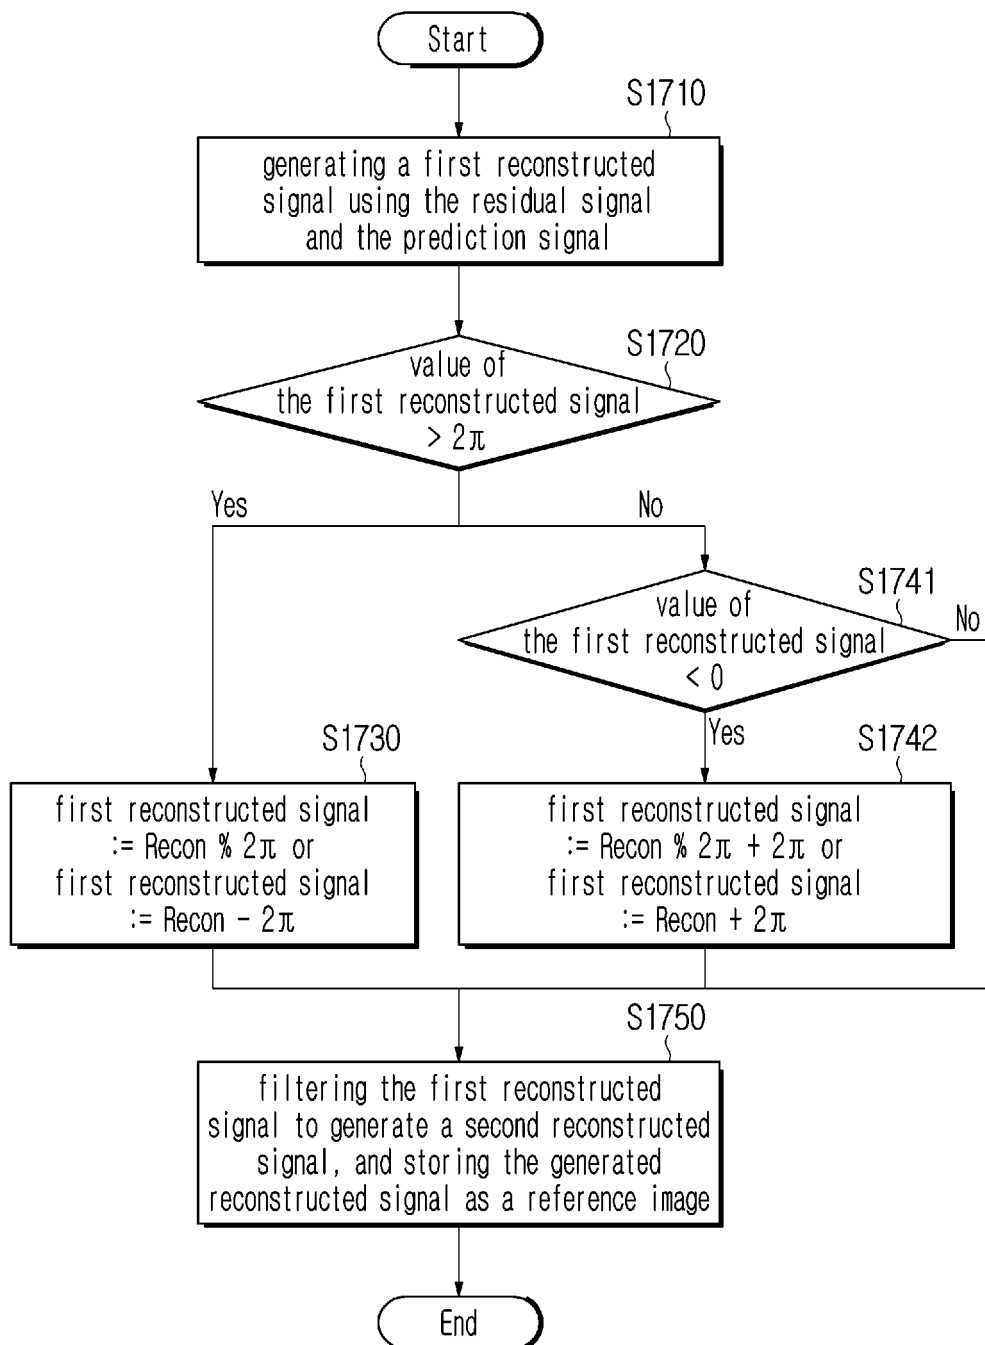 Start
S1710
generating a first reconstructed
signal using the residual signal
and the prediction signal
S1720
value of
the first reconstructed signal
> 2π
Yes
No
S1741
value of
the first reconstructed signal
< 0
No
Yes
S1730
first reconstructed signal
:= Recon % 2π or
first reconstructed signal
:= Recon - 2π
S1742
first reconstructed signal
:= Recon % 2π + 2π or
first reconstructed signal
:= Recon + 2π
S1750
filtering the first reconstructed
signal to generate a second reconstructed
signal, and storing the generated
reconstructed signal as a reference image
End